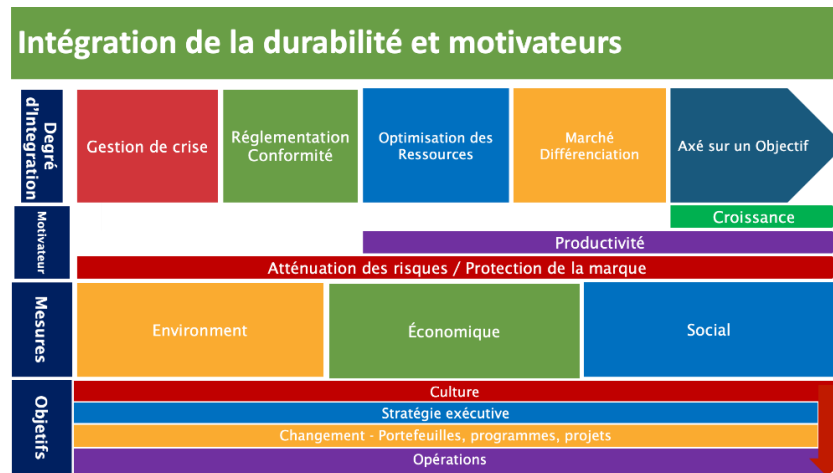 Intégration de la durabilité et motivateurs
Degré
d'Integration
Gestion de crise
Réglementation
Conformité
Optimisation des
Ressources
Marché
Différenciation
Axé sur un Objectif
Motivateur
Croissance
Productivité
Atténuation des risques / Protection de la marque
Mesures
Environment
Économique
Social
Objetifs
Culture
Stratégie exécutive
Changement - Portefeuilles, programmes, projets
Opérations